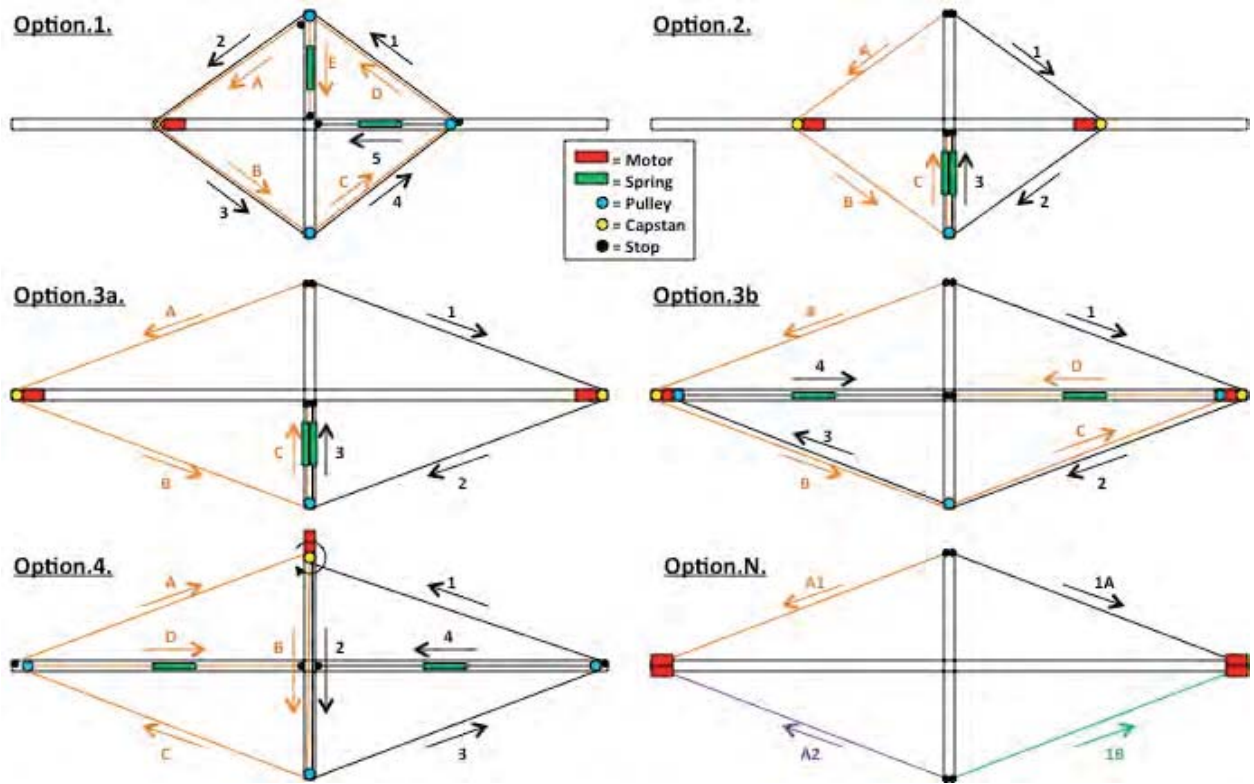 Option.1.
2
1
A
E
D
B
5
C
3
4
Option.2.
A
1
C
3
B
2
= Motor
= Spring
= Pulley
= Capstan
= Stop
Option.3a.
A
1
C
3
B
2
Option.3b
1
4
D
3
C
B
2
Option.4.
A
1
D
B
2
4
C
3
Option.N.
A1
1A
A2
1B